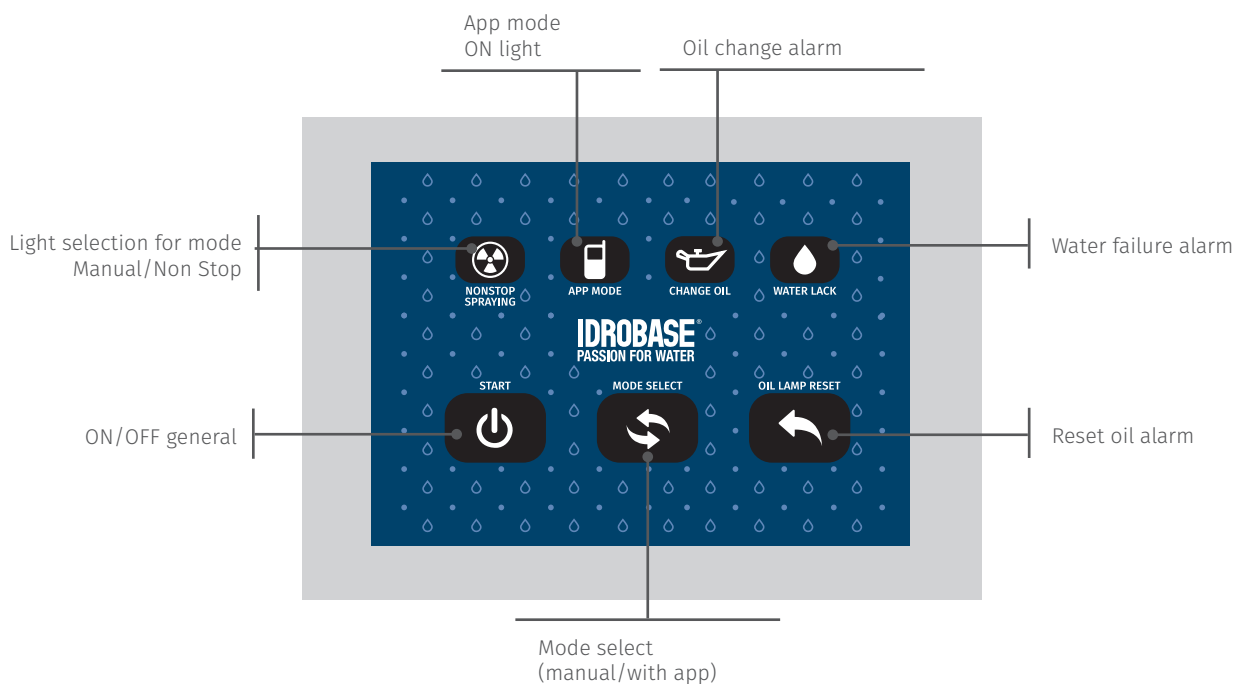 App mode
ON light
Oil change alarm
Light selection for mode
Manual/Non Stop
Water failure alarm
NONSTOP
SPRAYING
APP MODE
CHANGE OIL
WATER LACK
IDROBASE®
PASSION FOR WATER
START
MODE SELECT
OIL LAMP RESET
ON/OFF general
Reset oil alarm
Mode select
(manual/with app)